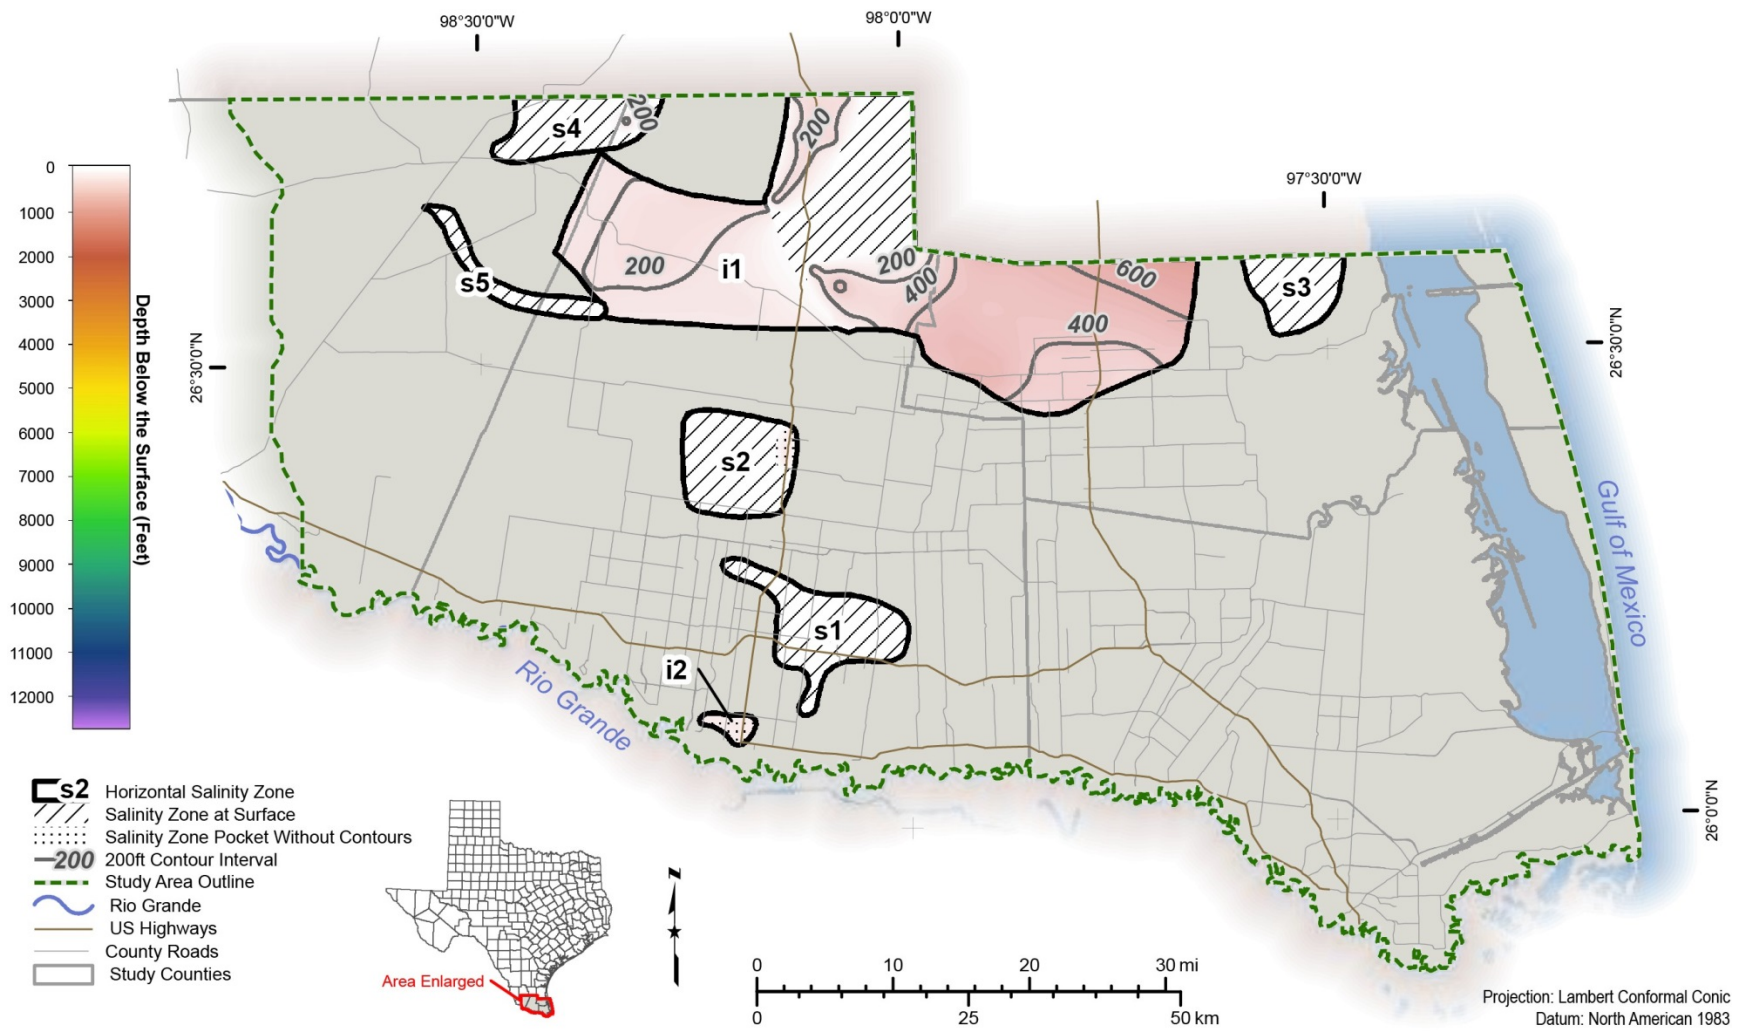 98°30'0"W
98°0'0"W
97°30'0"W
26°30'0"N
26°30'0"N
26°0'0"N
0
1000
2000
3000
4000
5000
6000
7000
8000
9000
10000
11000
12000
Depth Below the Surface (Feet)
s4
200
200
s5
200
i1
200
400
600
400
s3
s2
s1
i2
Rio Grande
Gulf of Mexico
s2 Horizontal Salinity Zone
Salinity Zone at Surface
Salinity Zone Pocket Without Contours
200 200ft Contour Interval
Study Area Outline
Rio Grande
US Highways
County Roads
Study Counties
Area Enlarged
N
0 10 20 30 mi
0 25 50 km
Projection: Lambert Conformal Conic
Datum: North American 1983